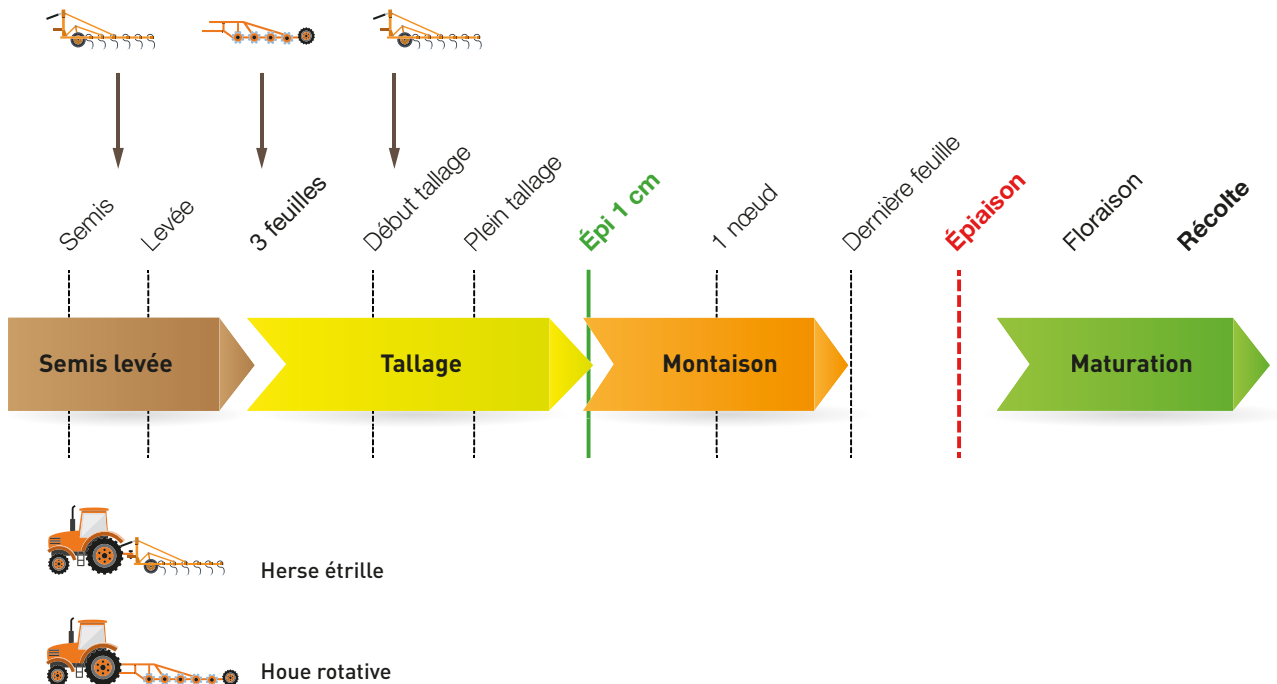 Semis
Levée
3 feuilles
Début tallage
Plein tallage
Épi 1 cm
1 nœud
Dernière feuille
Épiaison
Floraison
Récolte
Semis levée
Tallage
Montaison
Maturation
Herse étrille
Houe rotative